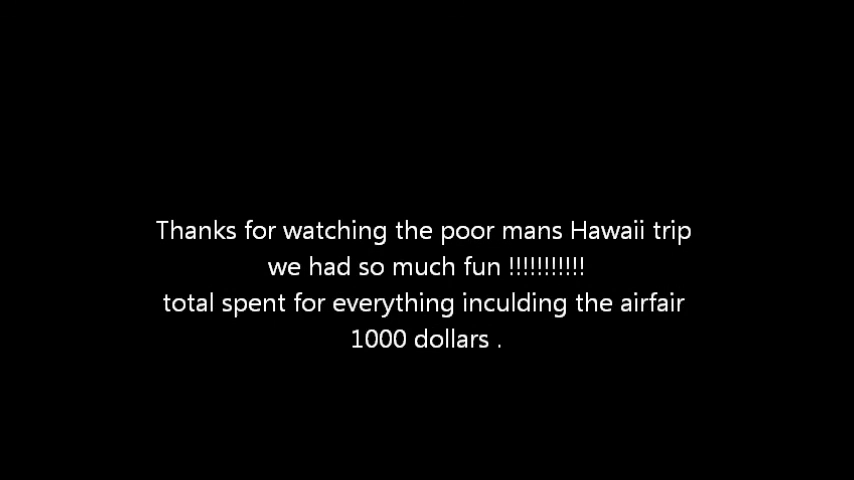 Thanks for watching the poor mans Hawaii trip
we had so much fun !!!!!!!!!!!
total spent for everything inculding the airfair
1000 dollars .